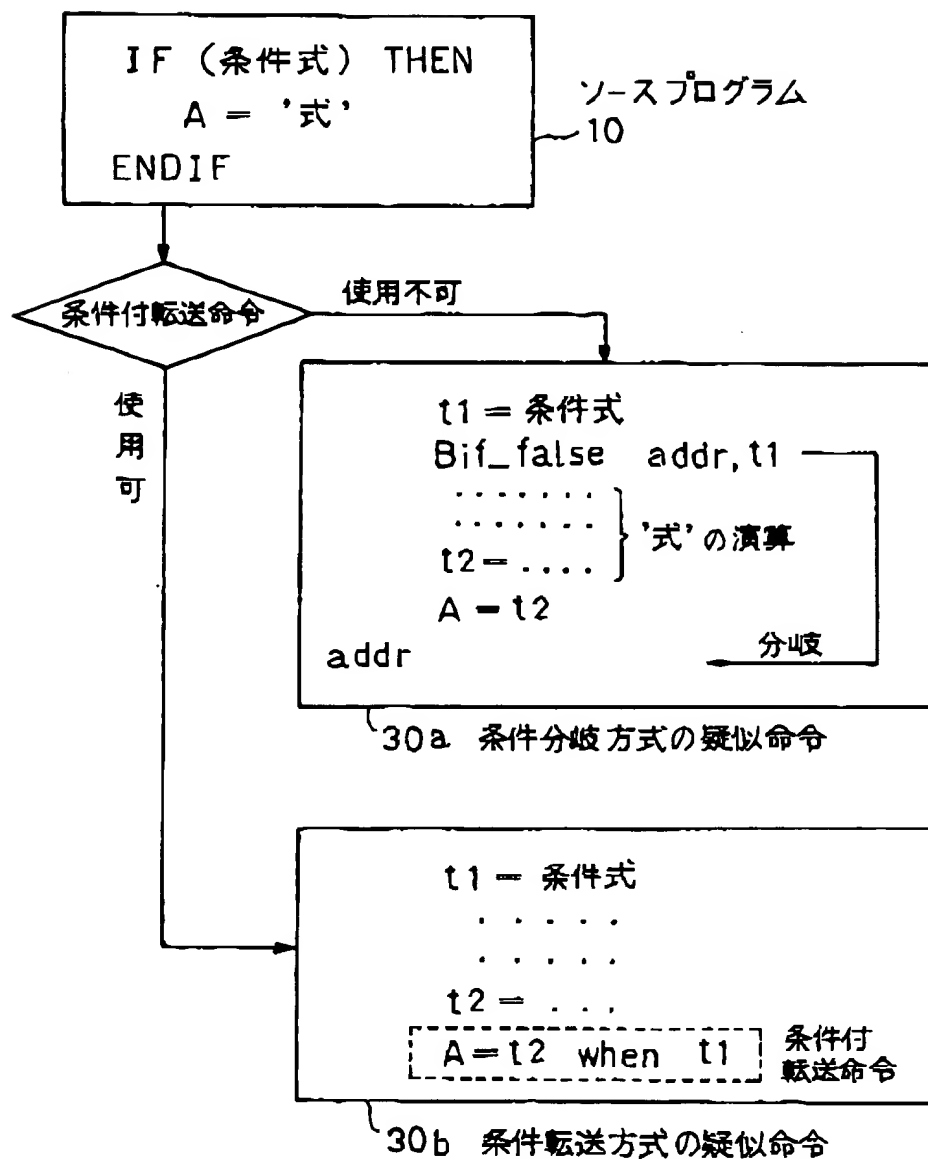 IF (条件式) THEN
A = '式'
ENDIF
ソースプログラム
10
条件付転送命令
使用不可
使用可
t1 = 条件式
Bif_false addr, t1
.......
.......
t2 = ....
'式'の演算
A = t2
分岐
addr
30a 条件分岐方式の疑似命令
t1 = 条件式
.....
.....
t2 = ...
A = t2 when t1
条件付
転送命令
30b 条件転送方式の疑似命令